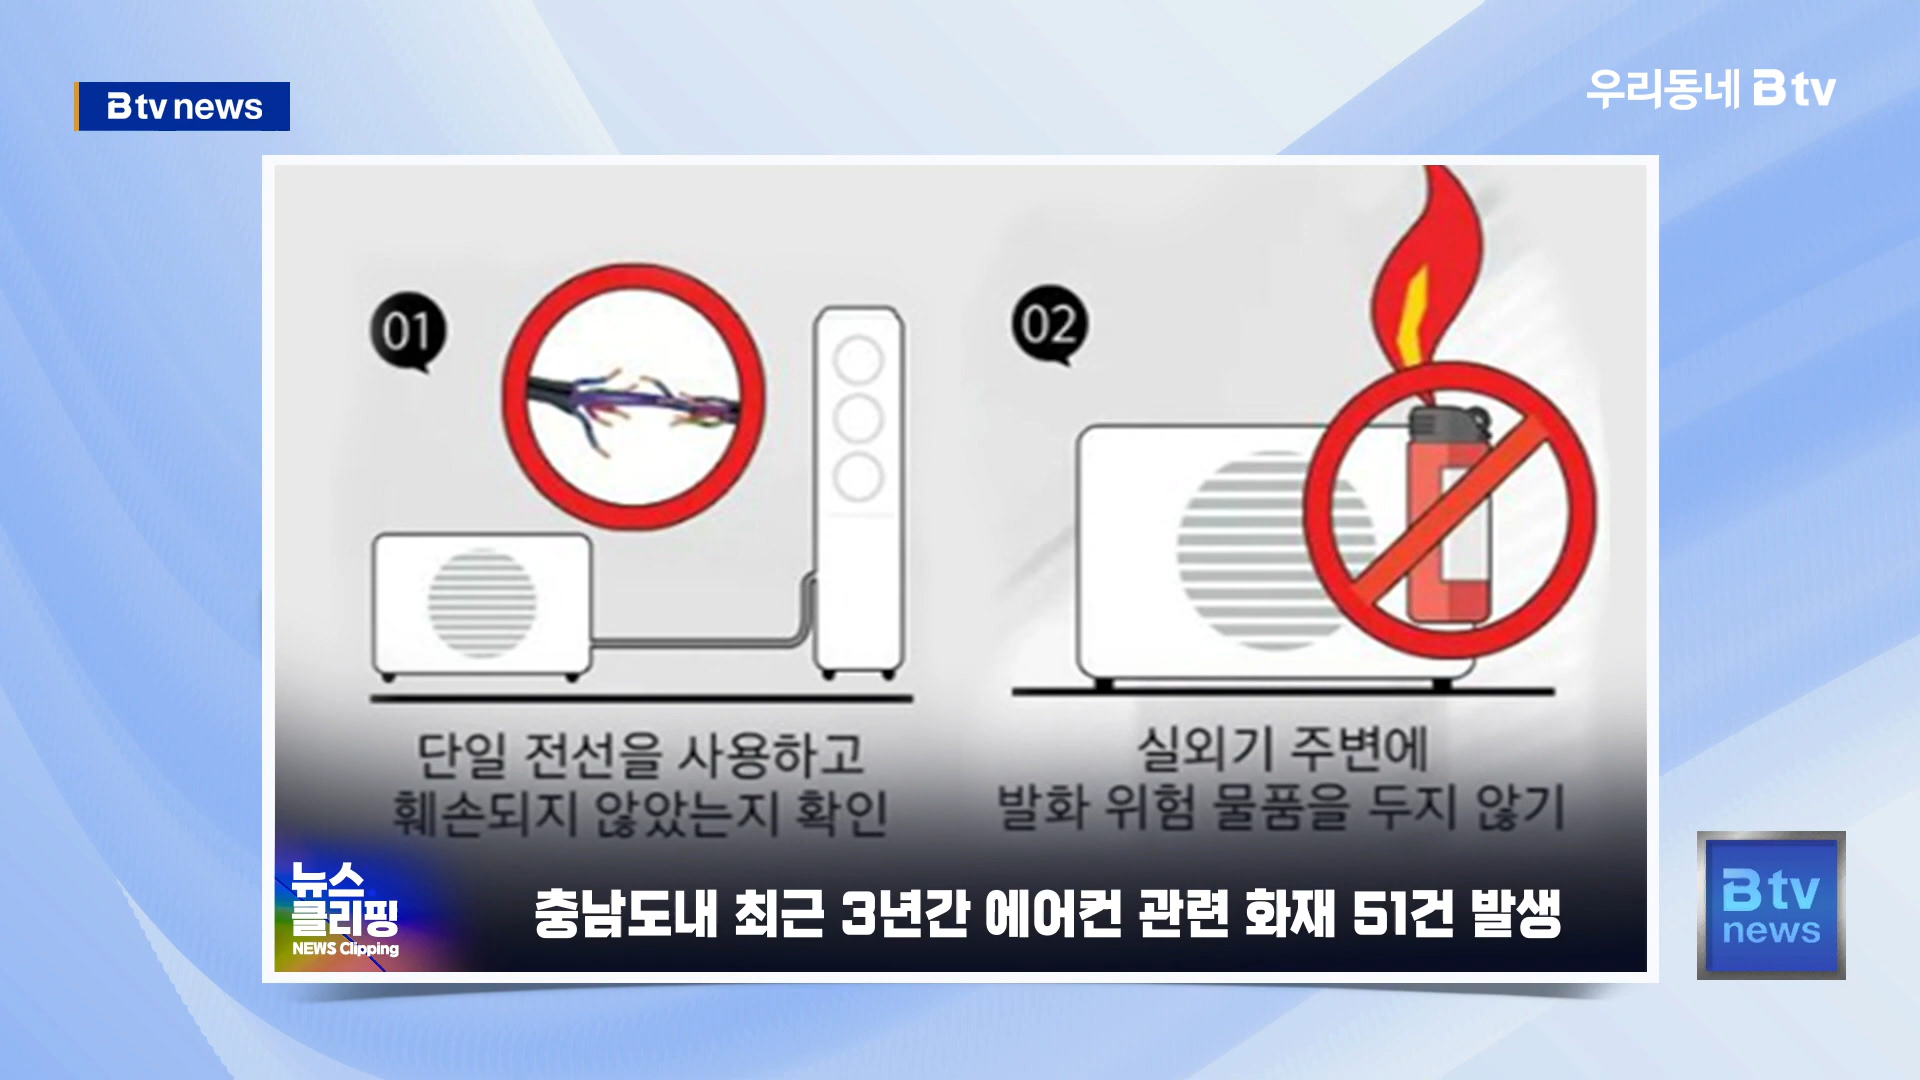 B tv news
우리동네 B tv
01
02
단일 전선을 사용하고
훼손되지 않았는지 확인
실외기 주변에
발화 위험 물품을 두지 않기
뉴스
클리핑
NEWS Clipping
충남도내 최근 3년간 에어컨 관련 화재 51건 발생
B tv
news